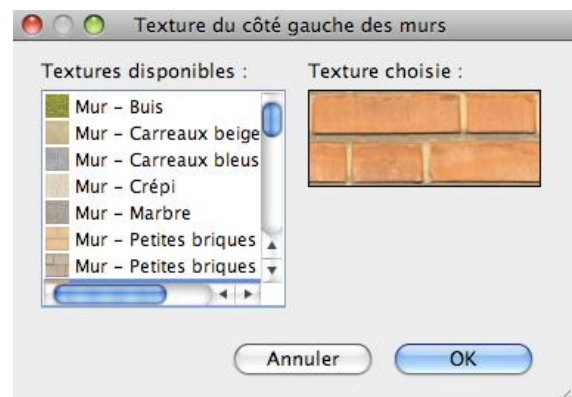 Texture du côté gauche des murs
Textures disponibles :
Mur – Buis
Mur – Carreaux beige
Mur – Carreaux bleus
Mur – Crépi
Mur – Marbre
Mur – Petites briques
Mur – Petites briques
Texture choisie :
Annuler
OK